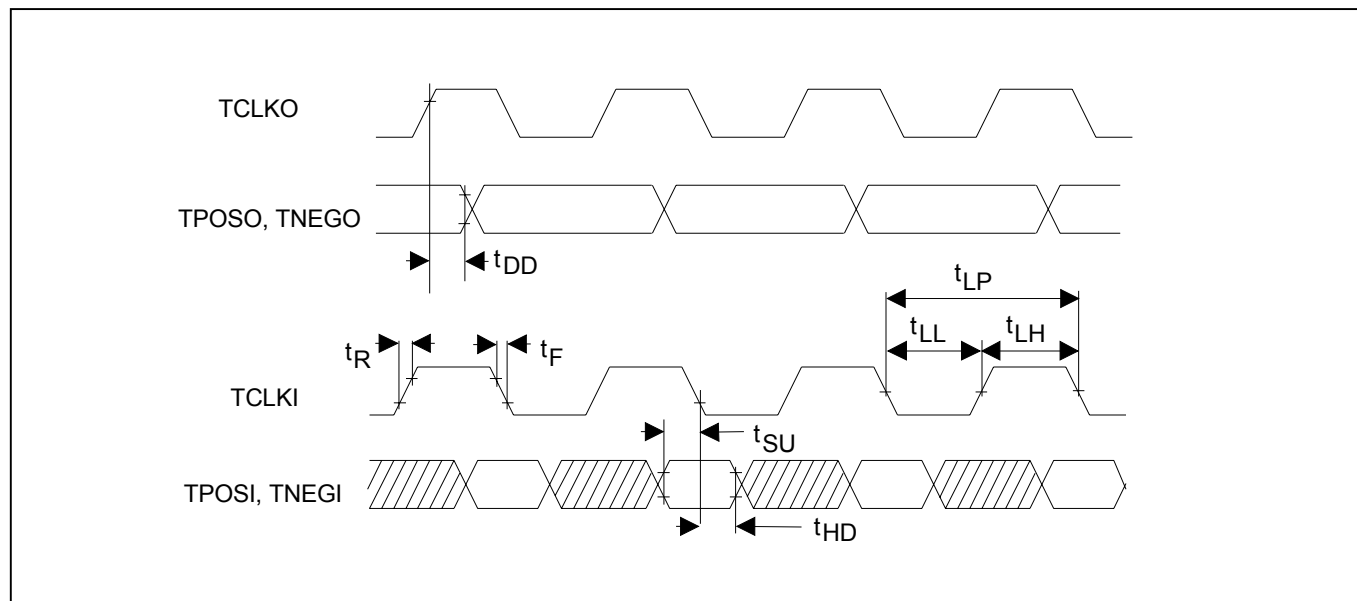 TCLKO
TPOSO, TNEGO
tDD
tLP
tLL
tLH
tR
tF
TCLKI
tSU
TPOSI, TNEGI
tHD